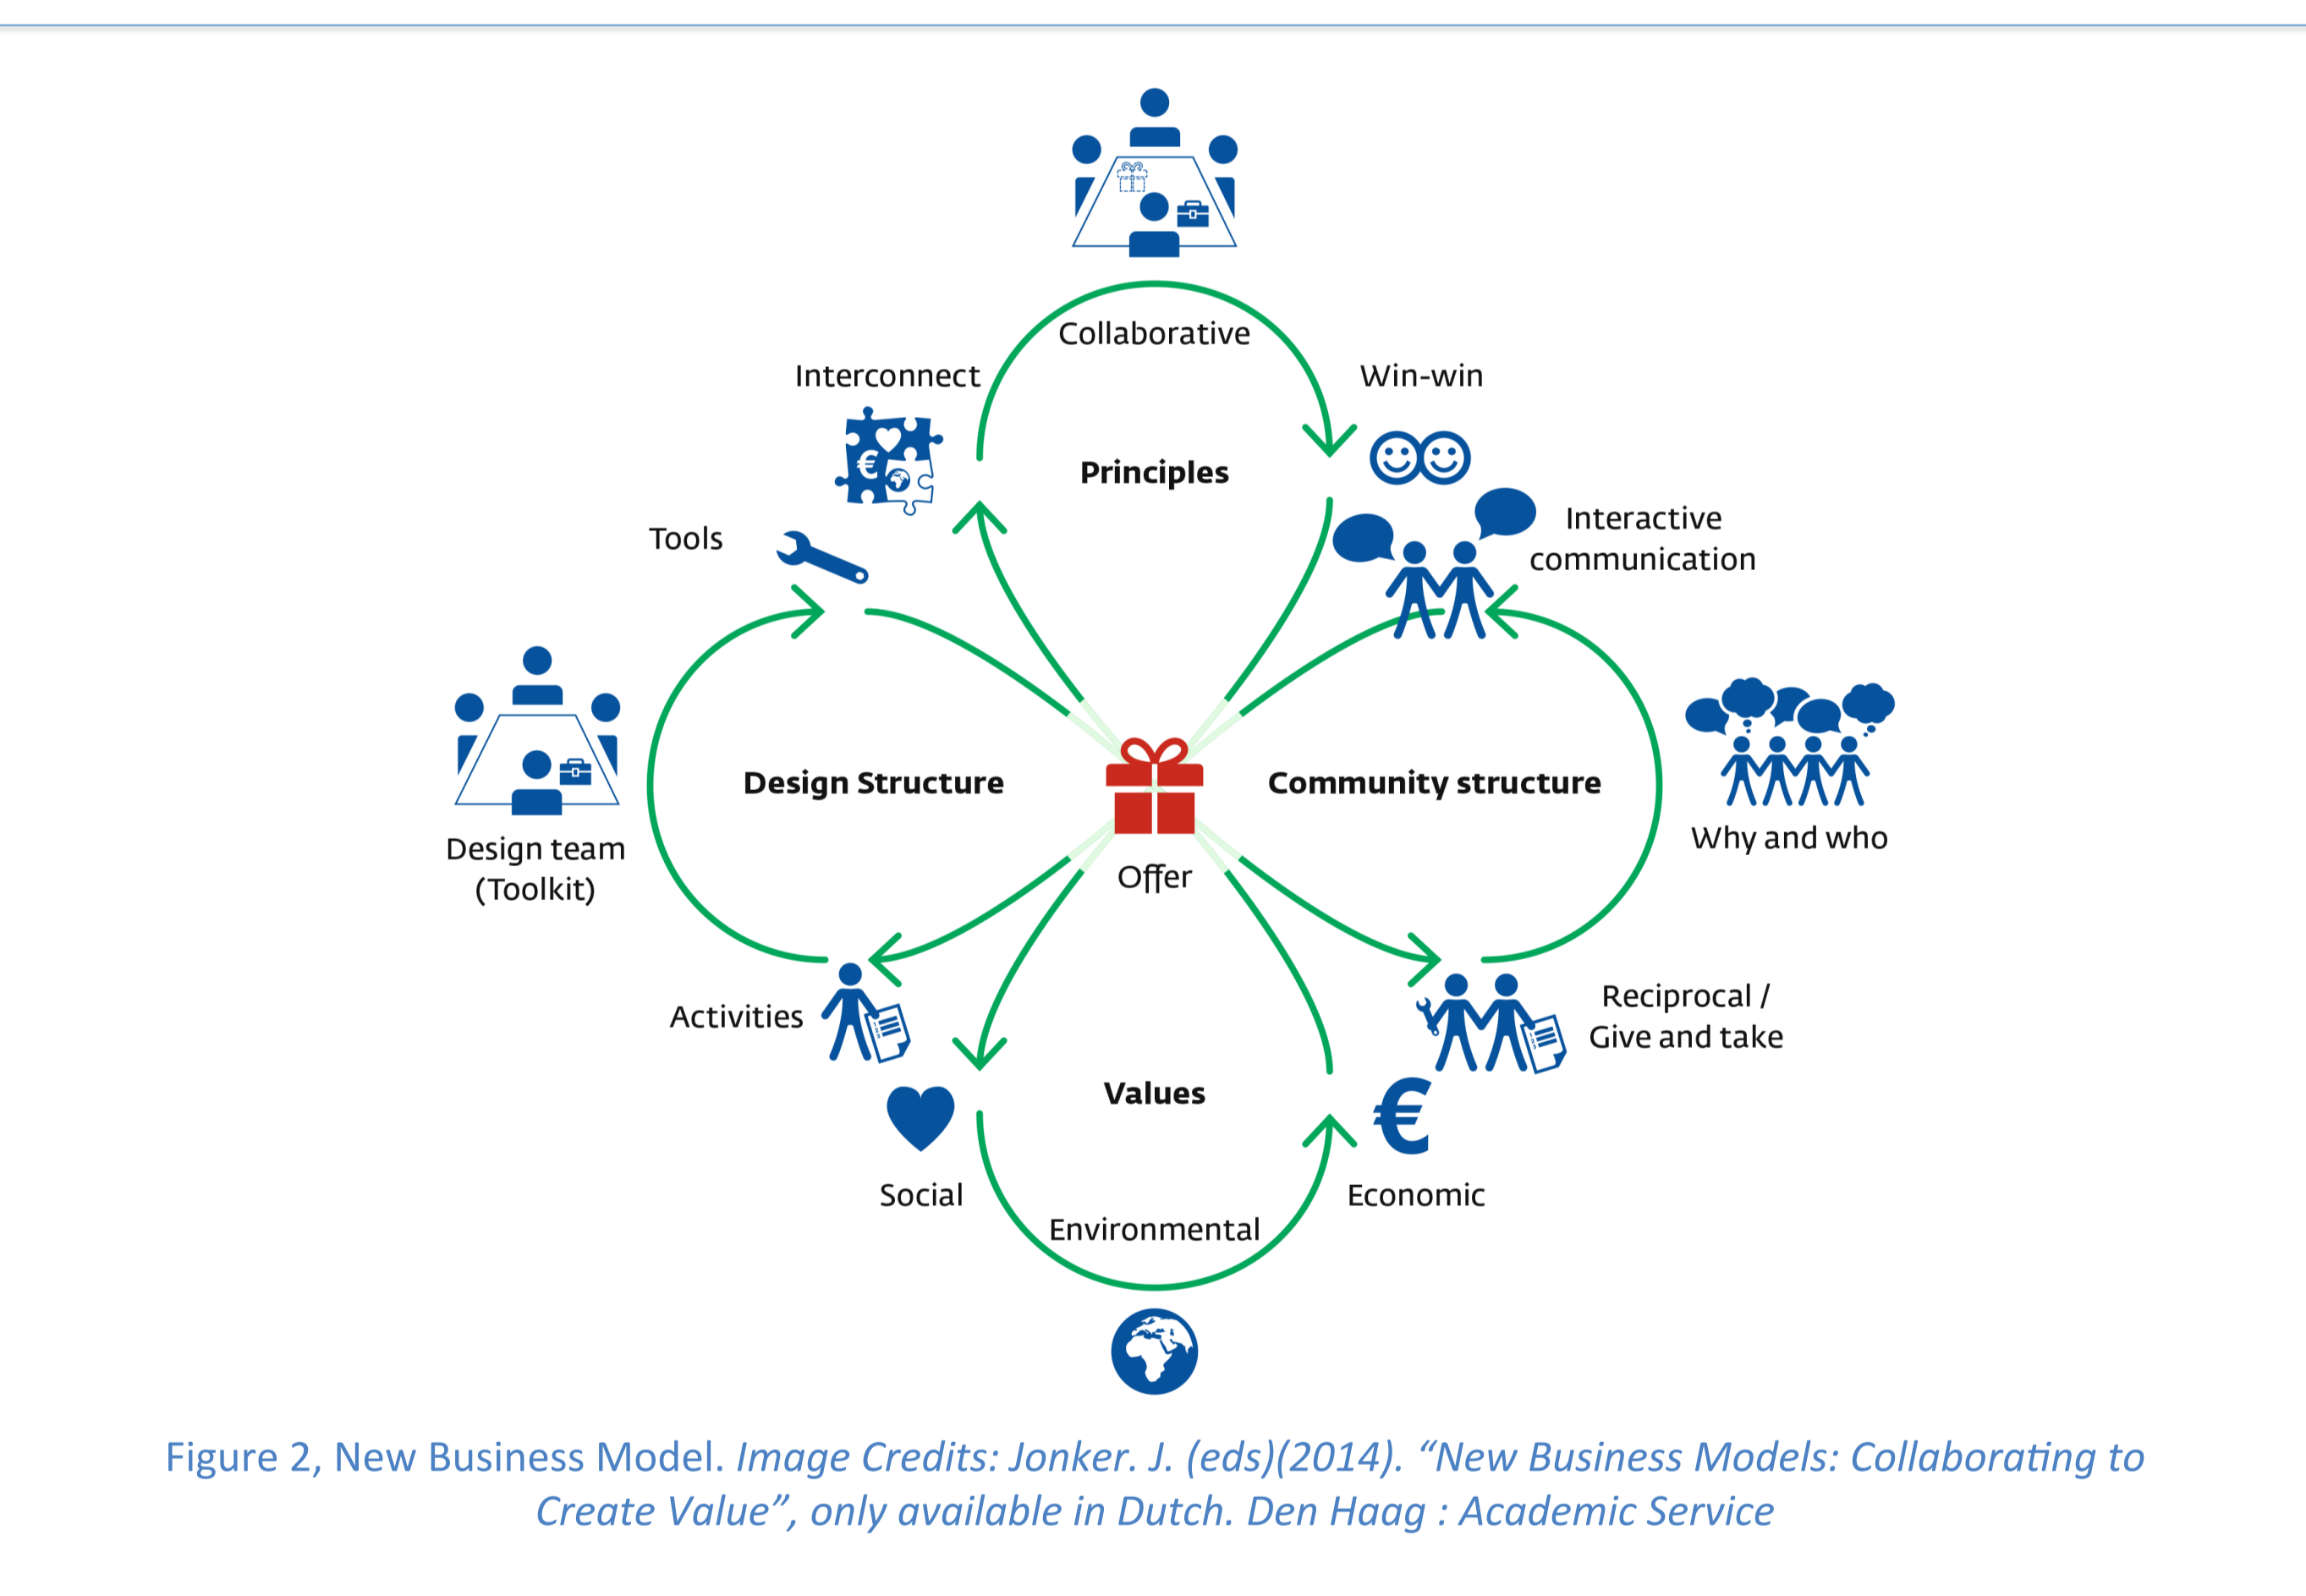 Collaborative
Interconnect
Win-win
Principles
Tools
Interactive
communication
Design Structure
Community structure
Design team
(Toolkit)
Offer
Why and who
Activities
Reciprocal /
Give and take
Values
Social
Economic
Environmental
Figure 2, New Business Model. Image Credits: Jonker. J. (eds)(2014). “New Business Models: Collaborating to
Create Value”, only available in Dutch. Den Haag : Academic Service